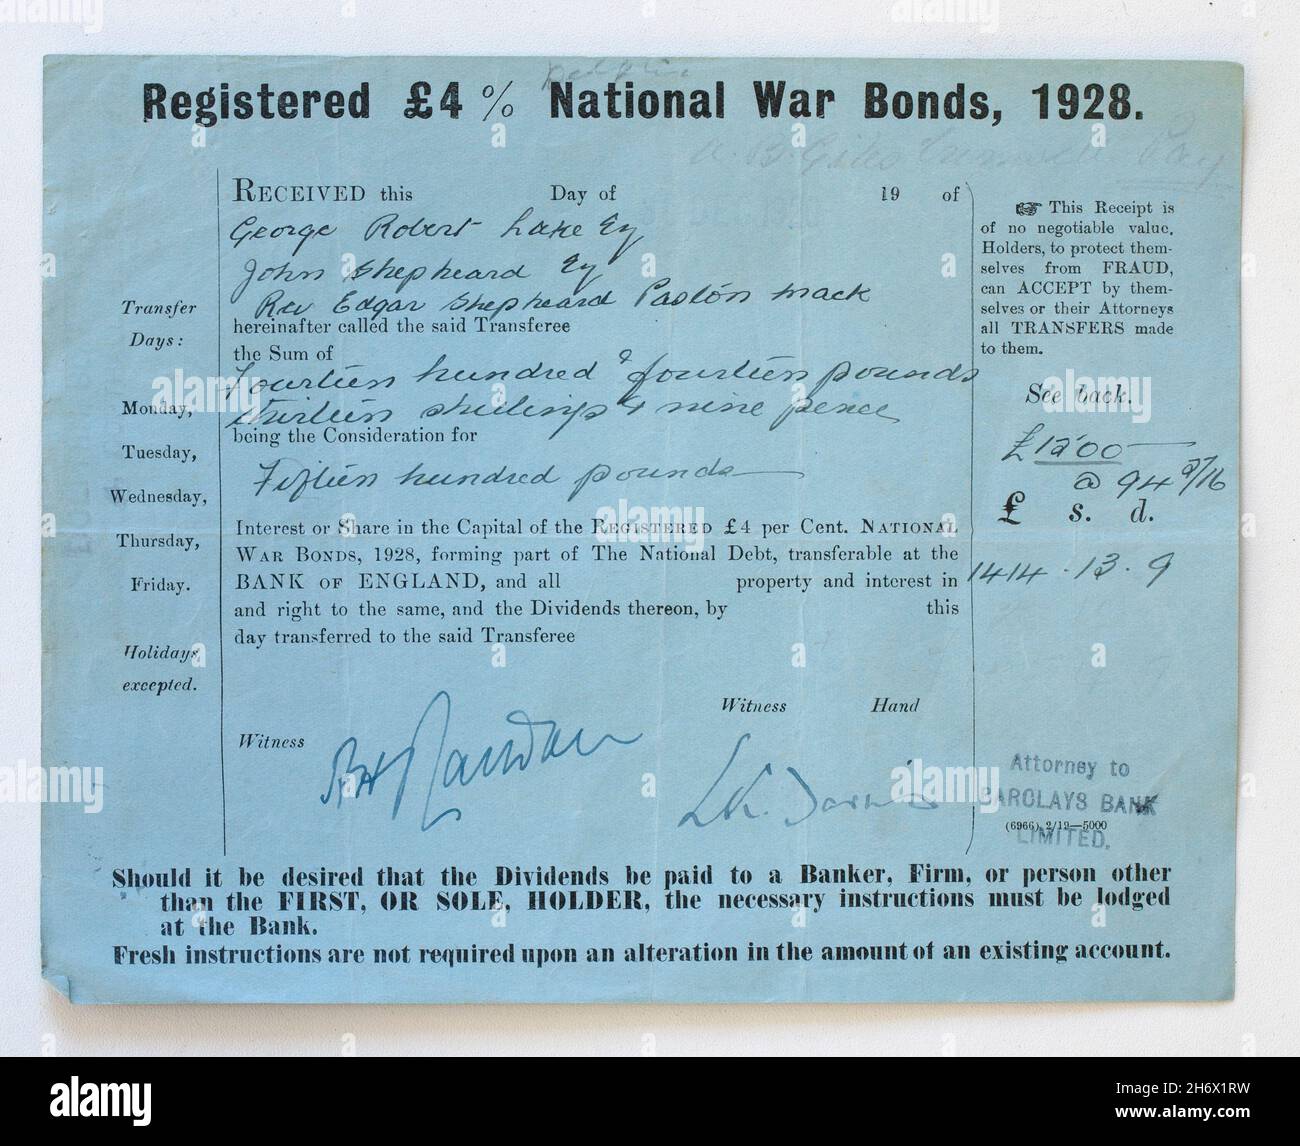 Registered £4 % National War Bonds, 1928.
RECEIVED this Day of 19 of
George Robert Lake Esq
John Shepheard Esq
Rev Edgar Shepheard Paston Mack
hereinafter called the said Transferee
the Sum of
Fourteen hundred & fourteen pounds
thirteen shillings & nine pence
being the Consideration for
Fifteen hundred pounds
Interest or Share in the Capital of the REGISTERED £4 per Cent. NATIONAL
WAR BONDS, 1928, forming part of The National Debt, transferable at the
BANK OF ENGLAND, and all property and interest in
and right to the same, and the Dividends thereon, by this
day transferred to the said Transferee
Witness Hand
Witness
Transfer
Days:
Monday,
Tuesday,
Wednesday,
Thursday,
Friday.
Holidays
excepted.
☞ This Receipt is
of no negotiable value.
Holders, to protect them-
selves from FRAUD,
can ACCEPT by them-
selves or their Attorneys
all TRANSFERS made
to them.
See back.
£1500
@ 94 5/16
£ s. d.
1414 . 13 . 9
Attorney to
BARCLAYS BANK
LIMITED.
(6966) 2/19—5000
Should it be desired that the Dividends be paid to a Banker, Firm, or person other
than the FIRST, OR SOLE, HOLDER, the necessary instructions must be lodged
at the Bank.
Fresh instructions are not required upon an alteration in the amount of an existing account.
alamy
Image ID: 2H6X1RW
www.alamy.com